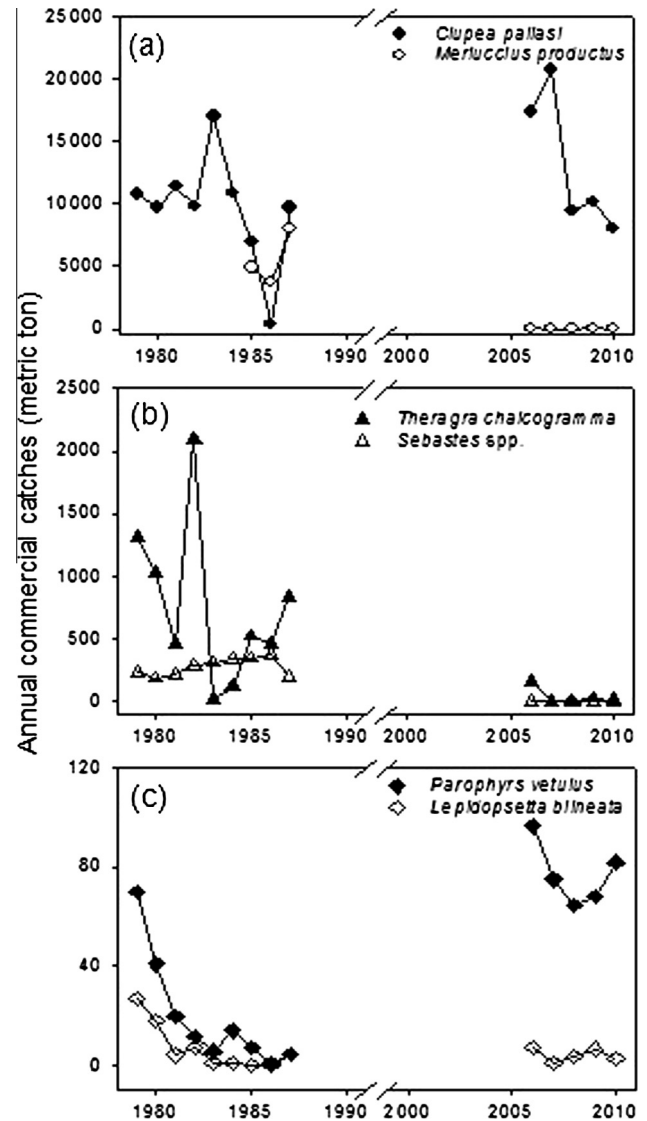 Annual commercial catches (metric ton)
(a)
Clupea pallasi
Merluccius productus
25000
20000
15000
10000
5000
0
1980 1985 1990 2000 2005 2010
(b)
Theragra chalcogramma
Sebastes spp.
2500
2000
1500
1000
500
0
1980 1985 1990 2000 2005 2010
(c)
Parophyrs vetulus
Lepidopsetta bilineata
120
80
40
0
1980 1985 1990 2000 2005 2010